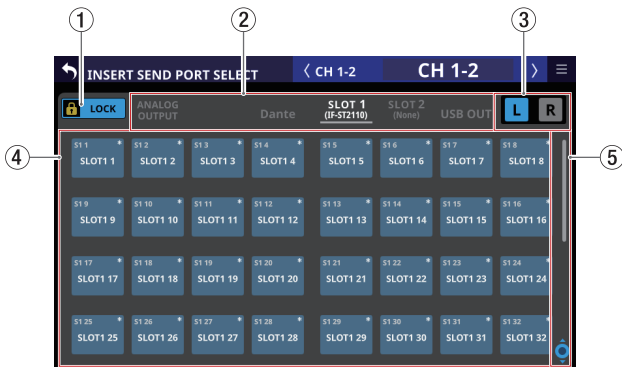 ① ② ③
INSERT SEND PORT SELECT 〈 CH 1-2 CH 1-2 〉 ≡
LOCK ANALOG OUTPUT Dante SLOT 1 (IF-ST2110) SLOT 2 (None) USB OUT L R
④ ⑤
S1 1 * S1 2 * S1 3 * S1 4 * S1 5 * S1 6 * S1 7 * S1 8 *
SLOT1 1 SLOT1 2 SLOT1 3 SLOT1 4 SLOT1 5 SLOT1 6 SLOT1 7 SLOT1 8
S1 9 * S1 10 * S1 11 * S1 12 * S1 13 * S1 14 * S1 15 * S1 16 *
SLOT1 9 SLOT1 10 SLOT1 11 SLOT1 12 SLOT1 13 SLOT1 14 SLOT1 15 SLOT1 16
S1 17 * S1 18 * S1 19 * S1 20 * S1 21 * S1 22 * S1 23 * S1 24 *
SLOT1 17 SLOT1 18 SLOT1 19 SLOT1 20 SLOT1 21 SLOT1 22 SLOT1 23 SLOT1 24
S1 25 * S1 26 * S1 27 * S1 28 * S1 29 * S1 30 * S1 31 * S1 32 *
SLOT1 25 SLOT1 26 SLOT1 27 SLOT1 28 SLOT1 29 SLOT1 30 SLOT1 31 SLOT1 32